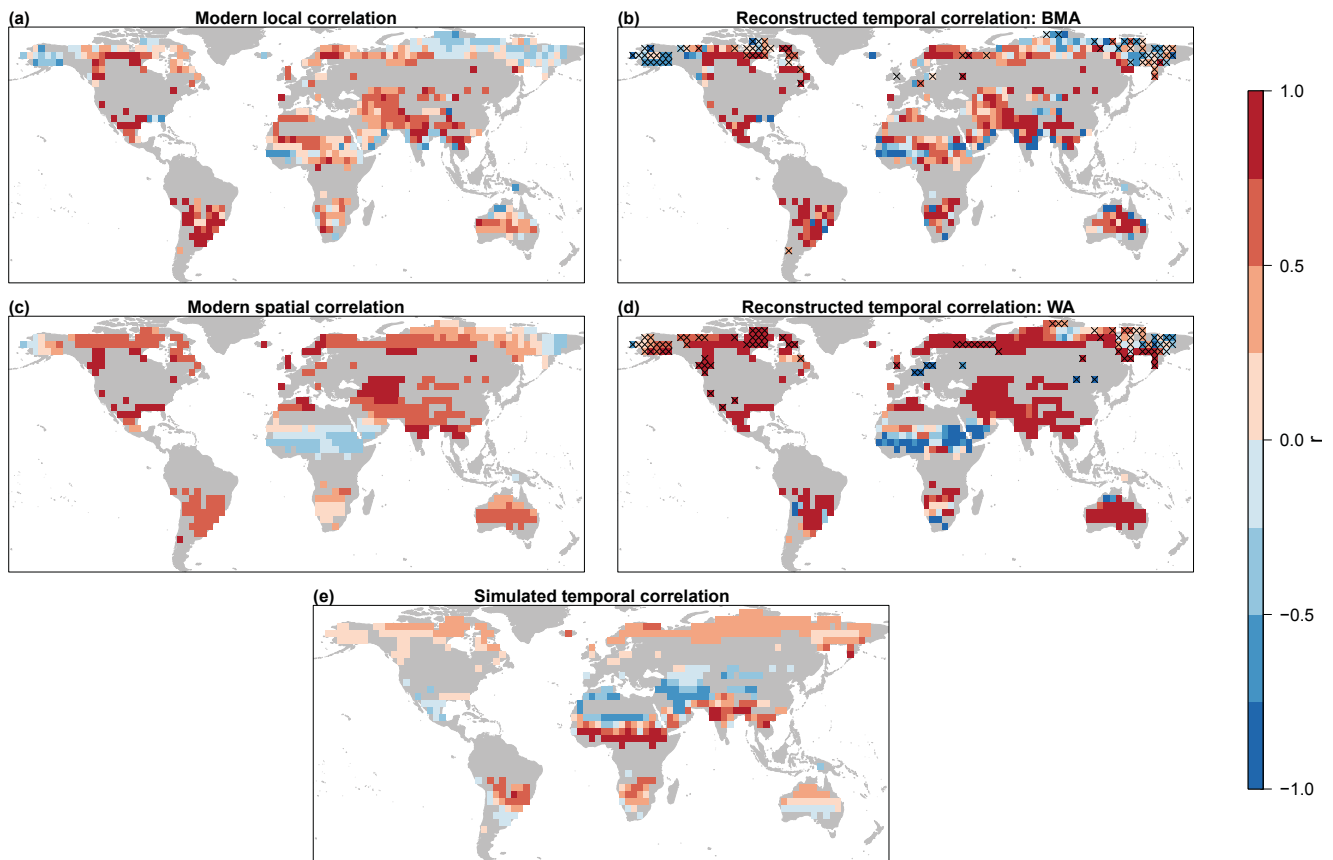 (a) Modern local correlation
(b) Reconstructed temporal correlation: BMA
(c) Modern spatial correlation
(d) Reconstructed temporal correlation: WA
(e) Simulated temporal correlation
1.0
0.5
0.0
−0.5
−1.0
r